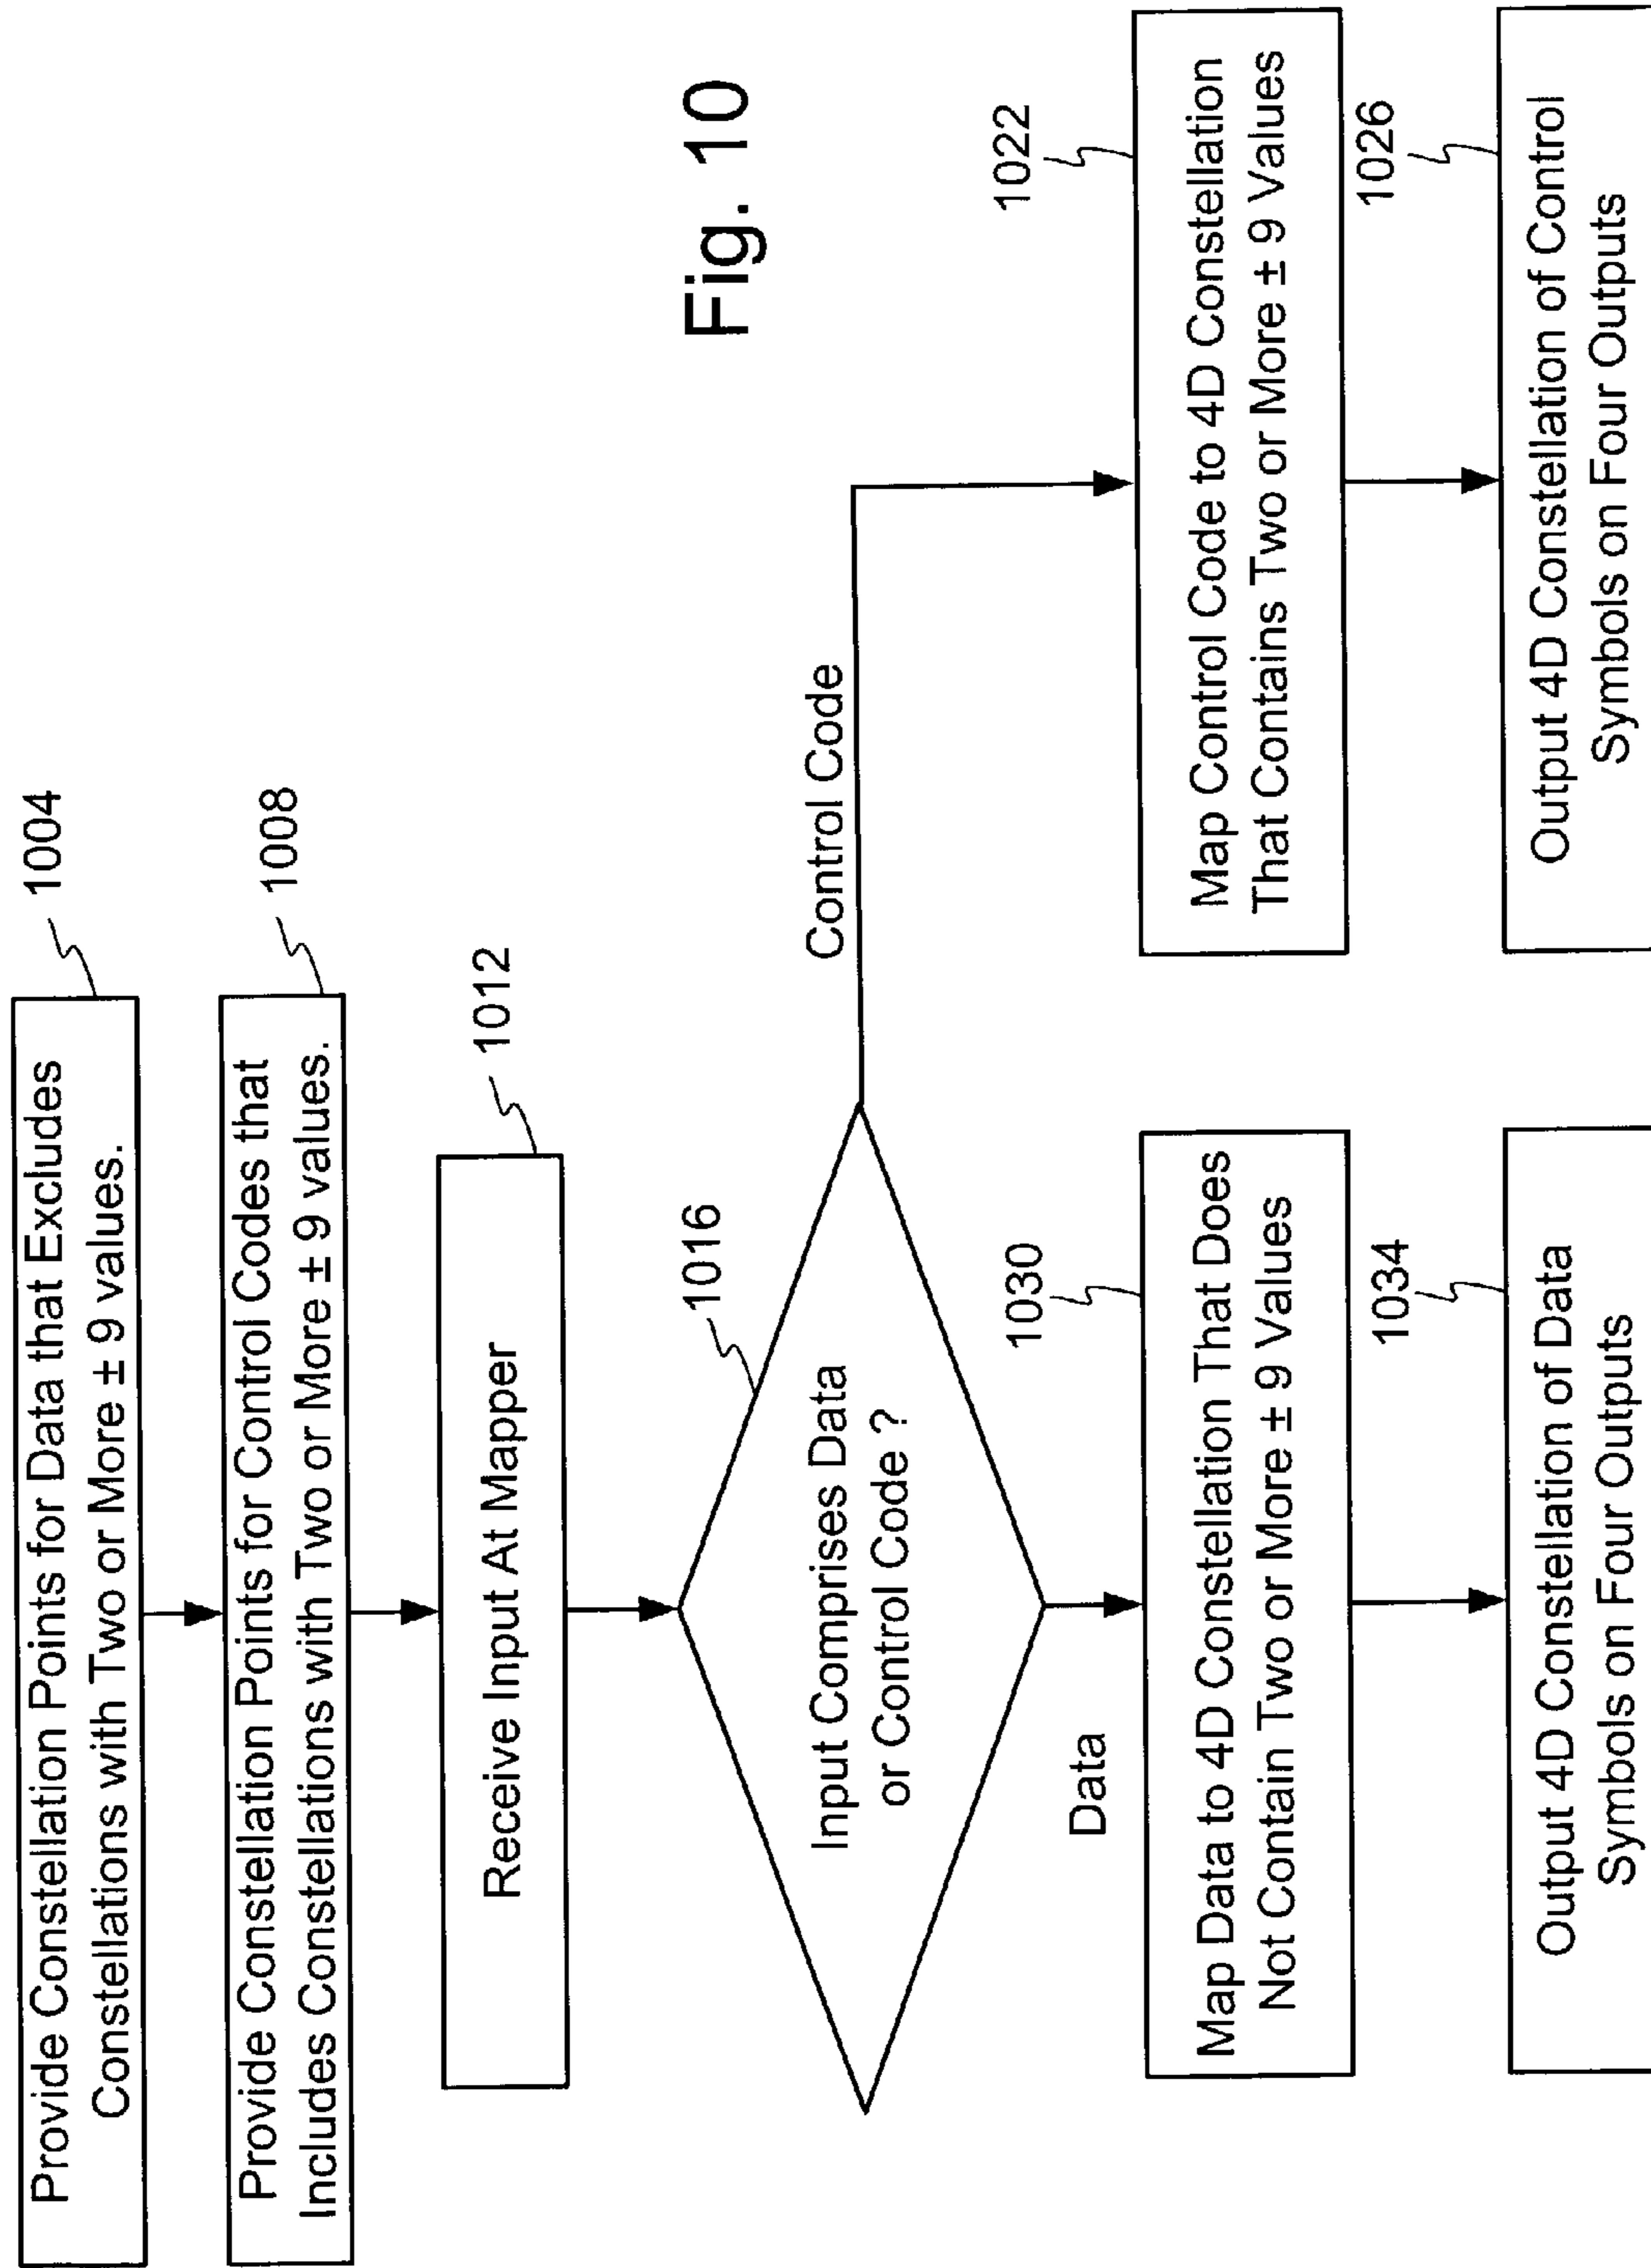 Provide Constellation Points for Data that Excludes
Constellations with Two or More ± 9 values.
1004
Provide Constellation Points for Control Codes that
Includes Constellations with Two or More ± 9 values.
1008
Receive Input At Mapper
1012
Input Comprises Data
or Control Code ?
1016
Control Code
Data
Fig. 10
1030
Map Data to 4D Constellation That Does
Not Contain Two or More ± 9 Values
1022
Map Control Code to 4D Constellation
That Contains Two or More ± 9 Values
1034
Output 4D Constellation of Data
Symbols on Four Outputs
1026
Output 4D Constellation of Control
Symbols on Four Outputs